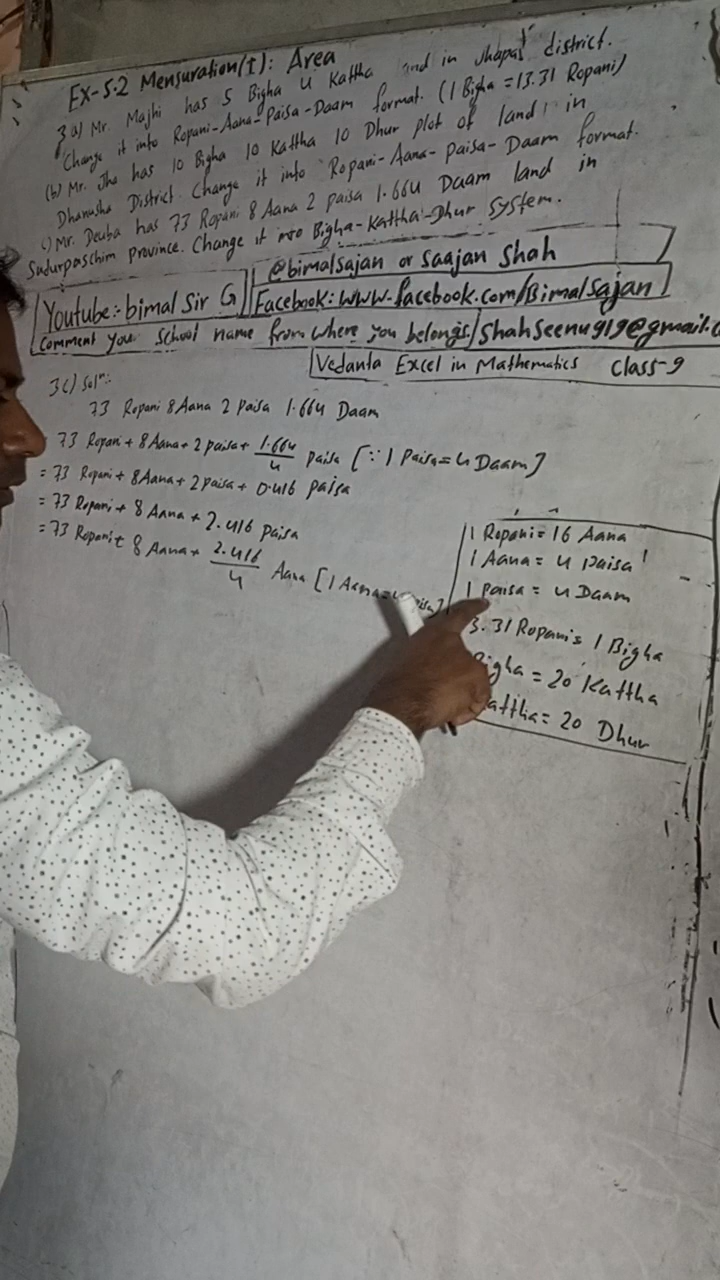 Ex-5.2 Mensuration(I): Area
3 a) Mr. Majhi has 5 Bigha 4 Kattha and in Jhapa district.
Change it into Ropani-Aana-Paisa-Daam format. (1 Bigha = 13.31 Ropani)
(b) Mr. Jha has 10 Bigha 10 Kattha 10 Dhur plot of land in
Dhanusha District. Change it into Ropani-Aana-Paisa-Daam format.
c) Mr. Deuba has 73 Ropani 8 Aana 2 paisa 1.664 Daam land in
Sudurpaschim province. Change it into Bigha-Kattha-Dhur system.
@bimalsajan or Saajan Shah
Youtube:- bimal Sir G
Facebook: www.facebook.com/Bimalsajan
Comment your School name from where you belongs/Shahseenu919@gmail.c
Vedanta Excel in Mathematics Class-9
3c) Solⁿ:
73 Ropani 8 Aana 2 Paisa 1.664 Daam
73 Ropani + 8 Aana + 2 paisa + 1.664/4 paisa [∵ 1 Paisa = 4 Daam]
= 73 Ropani + 8 Aana + 2 paisa + 0.416 paisa
= 73 Ropani + 8 Aana + 2.416 paisa
= 73 Ropani + 8 Aana + 2.416/4 Aana [1 Aana = 4 isa]
1 Ropani = 16 Aana
1 Aana = 4 paisa
1 Paisa = 4 Daam
3.31 Ropani = 1 Bigha
Bigha = 20 Kattha
attha = 20 Dhur